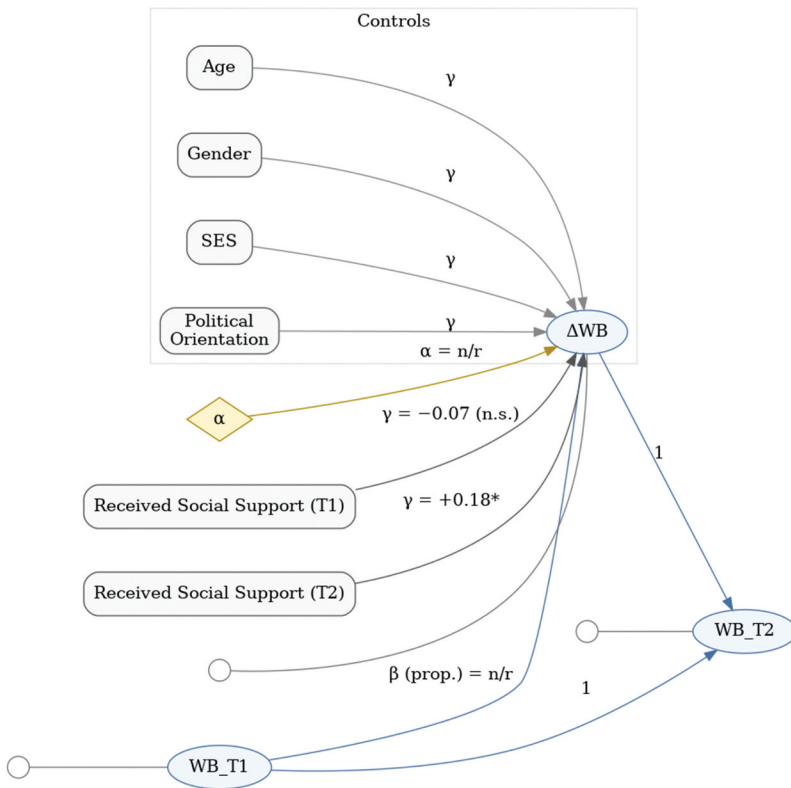 Controls
Age
γ
Gender
γ
SES
γ
Political
Orientation
γ
ΔWB
α = n/r
α
γ = −0.07 (n.s.)
Received Social Support (T1)
γ = +0.18*
1
Received Social Support (T2)
WB_T2
β (prop.) = n/r
1
WB_T1